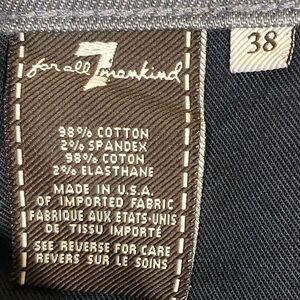 7
for all mankind
38
98% COTTON
2% SPANDEX
98% COTON
2% ELASTHANE
MADE IN U.S.A.
OF IMPORTED FABRIC
FABRIQUE AUX ETATS-UNIS
DE TISSU IMPORTÉ
SEE REVERSE FOR CARE
REVERS SUR LE SOINS